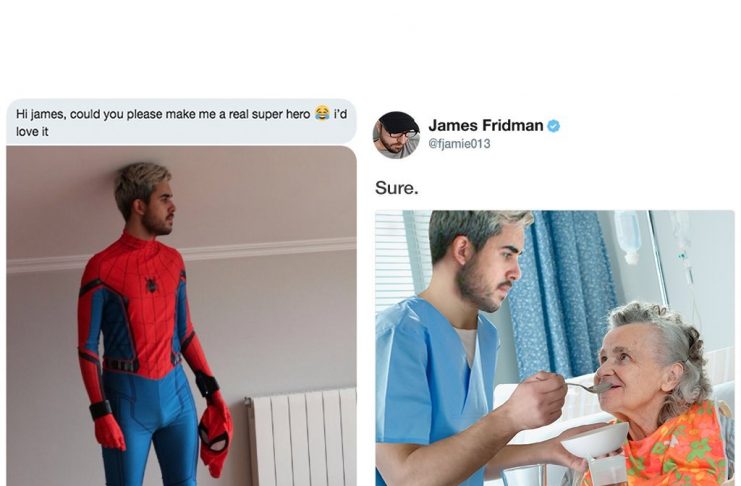 Hi james, could you please make me a real super hero 😂 i'd
love it
James Fridman
@fjamie013
Sure.